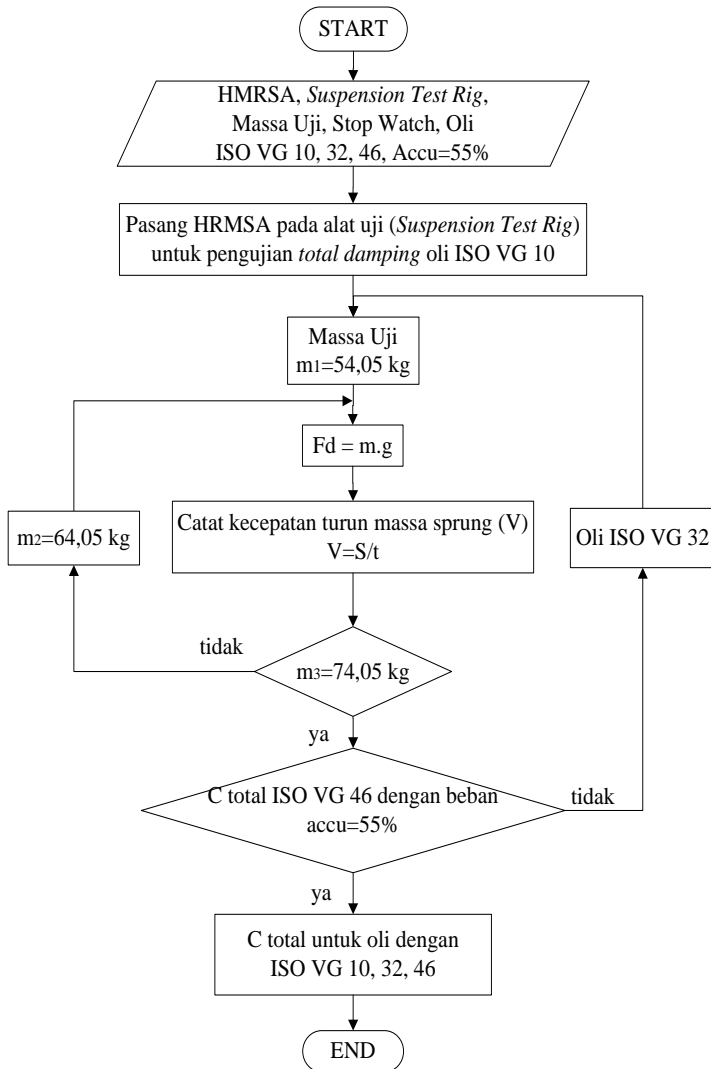 START
HMRSA, Suspension Test Rig,
Massa Uji, Stop Watch, Oli
ISO VG 10, 32, 46, Accu=55%
Pasang HRMSA pada alat uji (Suspension Test Rig)
untuk pengujian total damping oli ISO VG 10
Massa Uji
m1=54,05 kg
Fd = m.g
Catat kecepatan turun massa sprung (V)
V=S/t
m2=64,05 kg
Oli ISO VG 32
tidak
m3=74,05 kg
ya
C total ISO VG 46 dengan beban
accu=55%
tidak
ya
C total untuk oli dengan
ISO VG 10, 32, 46
END